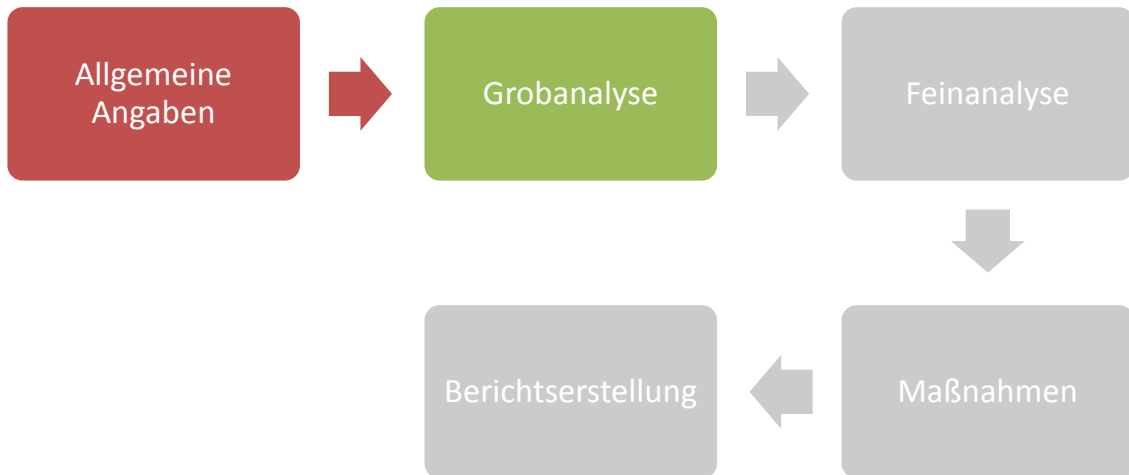 Allgemeine
Angaben
Grobanalyse
Feinanalyse
Maßnahmen
Berichtserstellung